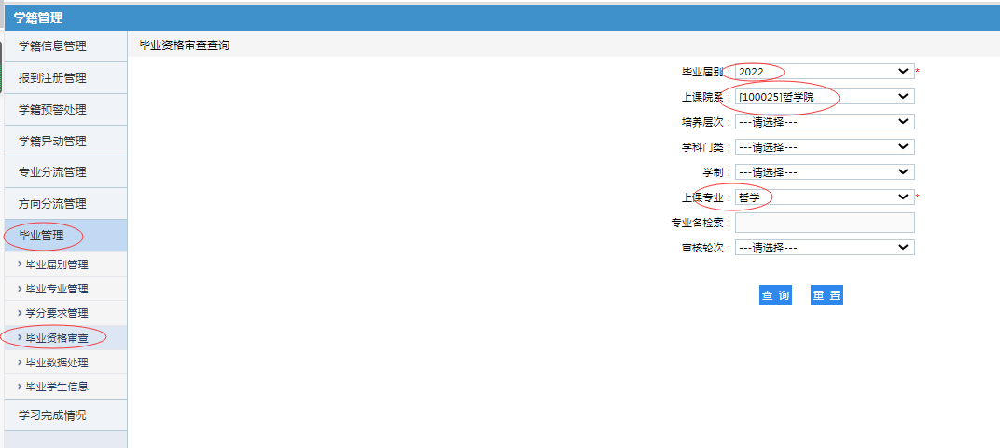 学籍管理
学籍信息管理
报到注册管理
学籍预警处理
学籍异动管理
专业分流管理
方向分流管理
毕业管理
毕业届别管理
毕业专业管理
学分要求管理
毕业资格审查
毕业数据处理
毕业学生信息
学习完成情况
毕业资格审查查询
毕业届别： 2022 *
上课院系： [100025]哲学院
培养层次： ---请选择---
学科门类： ---请选择---
学制： ---请选择---
上课专业： 哲学 *
专业名检索：
审核轮次： ---请选择---
查 询 重 置